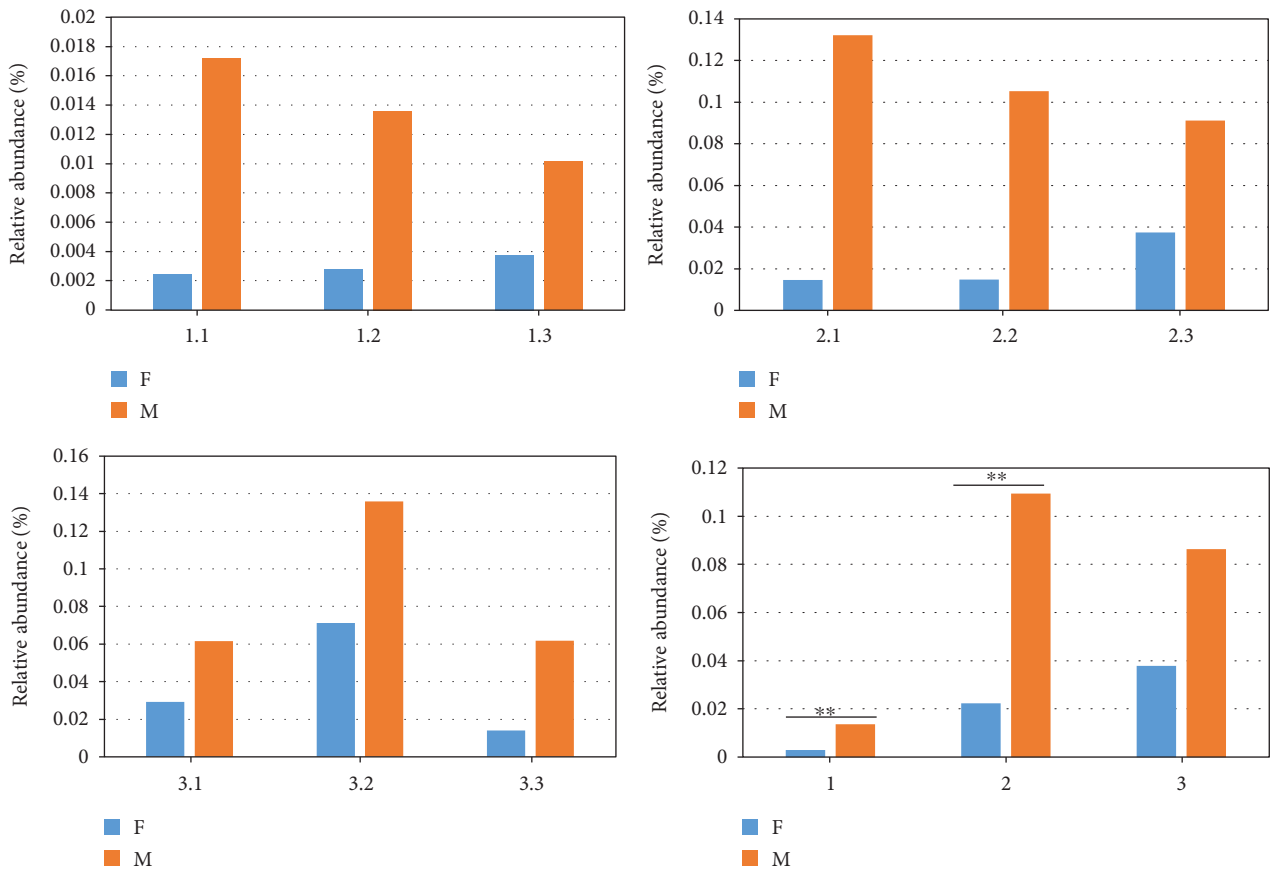 Relative abundance (%)
0.02
0.018
0.016
0.014
0.012
0.01
0.008
0.006
0.004
0.002
0
1.1 1.2 1.3
F
M
Relative abundance (%)
0.14
0.12
0.1
0.08
0.06
0.04
0.02
0
2.1 2.2 2.3
F
M
Relative abundance (%)
0.16
0.14
0.12
0.1
0.08
0.06
0.04
0.02
0
3.1 3.2 3.3
F
M
Relative abundance (%)
0.12
0.1
0.08
0.06
0.04
0.02
0
**
**
1 2 3
F
M